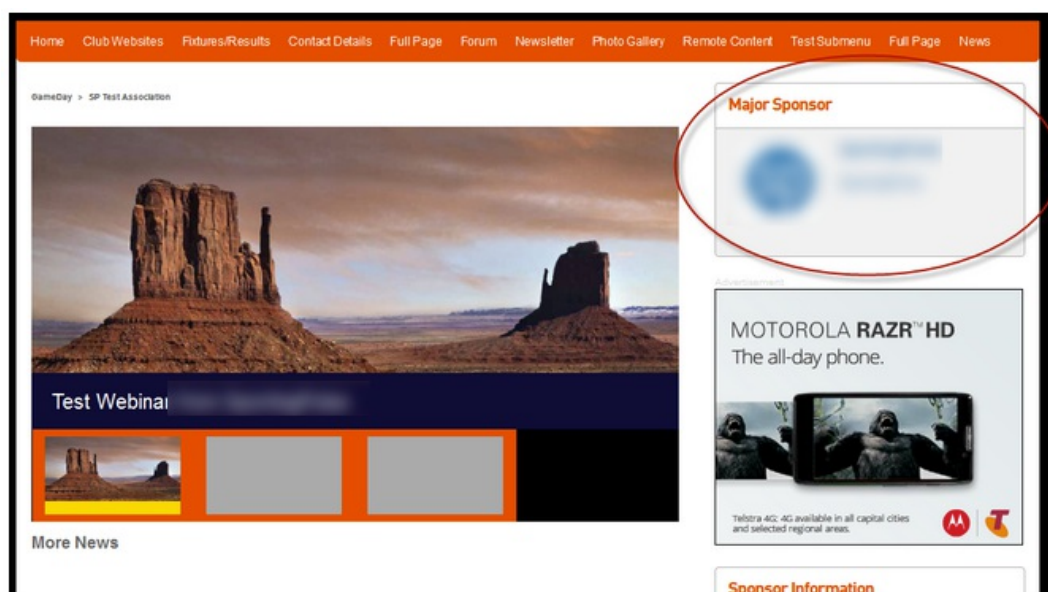 Home Club Websites Fixtures/Results Contact Details Full Page Forum Newsletter Photo Gallery Remote Content Test Submenu Full Page News
GameDay > SP Test Association
Test Webinar
More News
Major Sponsor
Advertisement
MOTOROLA RAZR™ HD
The all-day phone.
Telstra 4G: 4G available in all capital cities
and selected regional areas.
Sponsor Information